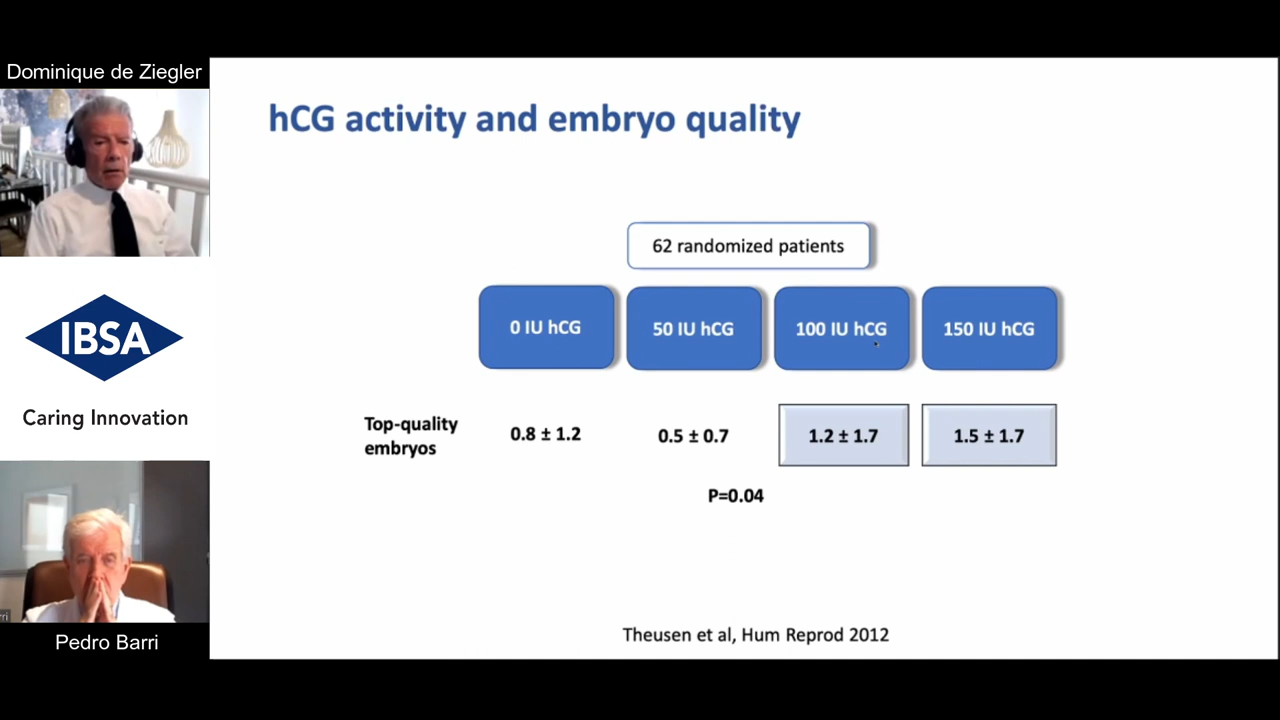 Dominique de Ziegler
IBSA
Caring Innovation
Pedro Barri
hCG activity and embryo quality
62 randomized patients
0 IU hCG
50 IU hCG
100 IU hCG
150 IU hCG
Top-quality
embryos
0.8 ± 1.2
0.5 ± 0.7
1.2 ± 1.7
1.5 ± 1.7
P=0.04
Theusen et al, Hum Reprod 2012